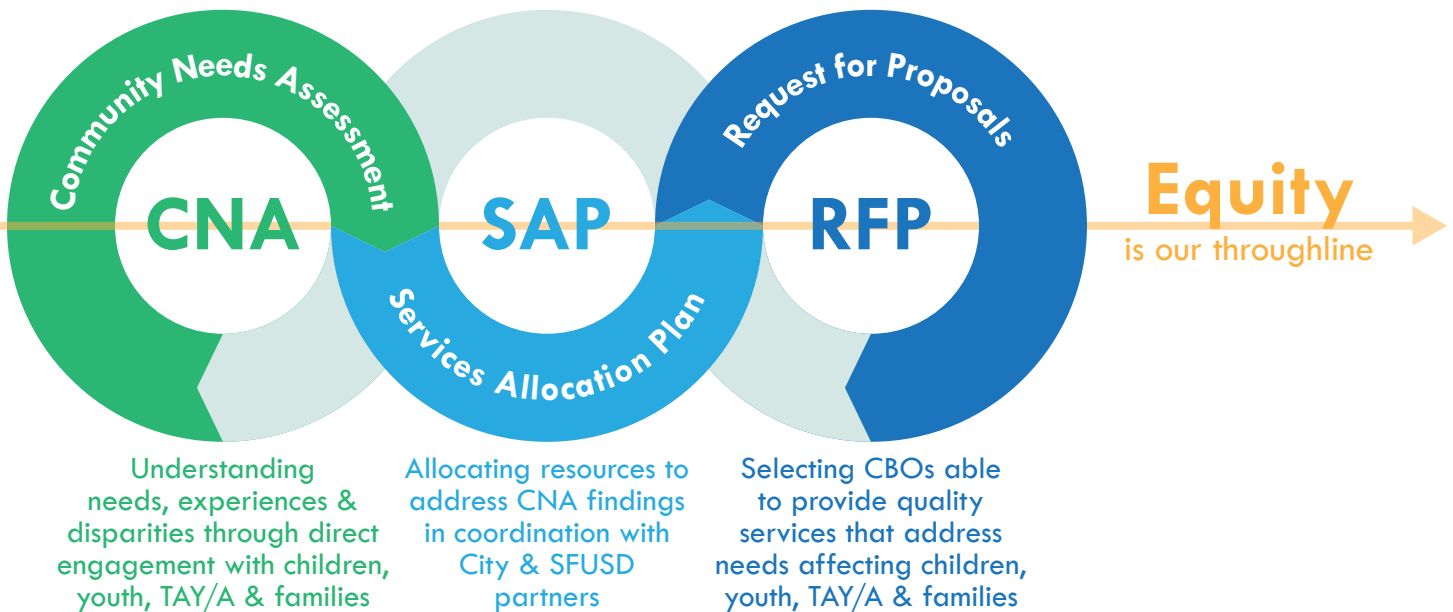 Community Needs Assessment
CNA
Understanding
needs, experiences &
disparities through direct
engagement with children,
youth, TAY/A & families
SAP
Services Allocation Plan
Allocating resources to
address CNA findings
in coordination with
City & SFUSD
partners
Request for Proposals
RFP
Selecting CBOs able
to provide quality
services that address
needs affecting children,
youth, TAY/A & families
Equity
is our throughline